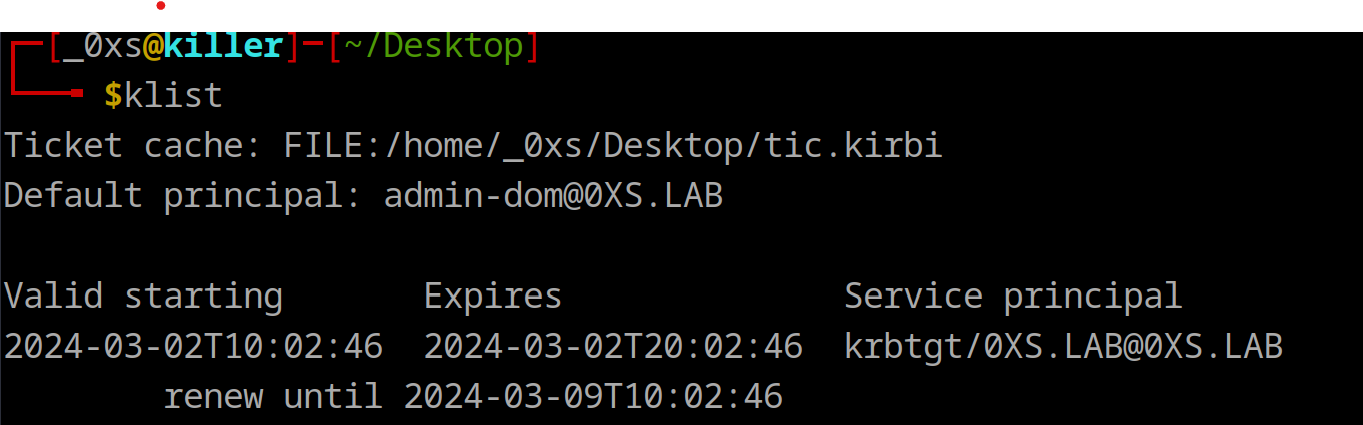 [_0xs@killer]-[~/Desktop]
$klist
Ticket cache: FILE:/home/_0xs/Desktop/tic.kirbi
Default principal: admin-dom@0XS.LAB
Valid starting Expires Service principal
2024-03-02T10:02:46 2024-03-02T20:02:46 krbtgt/0XS.LAB@0XS.LAB
renew until 2024-03-09T10:02:46